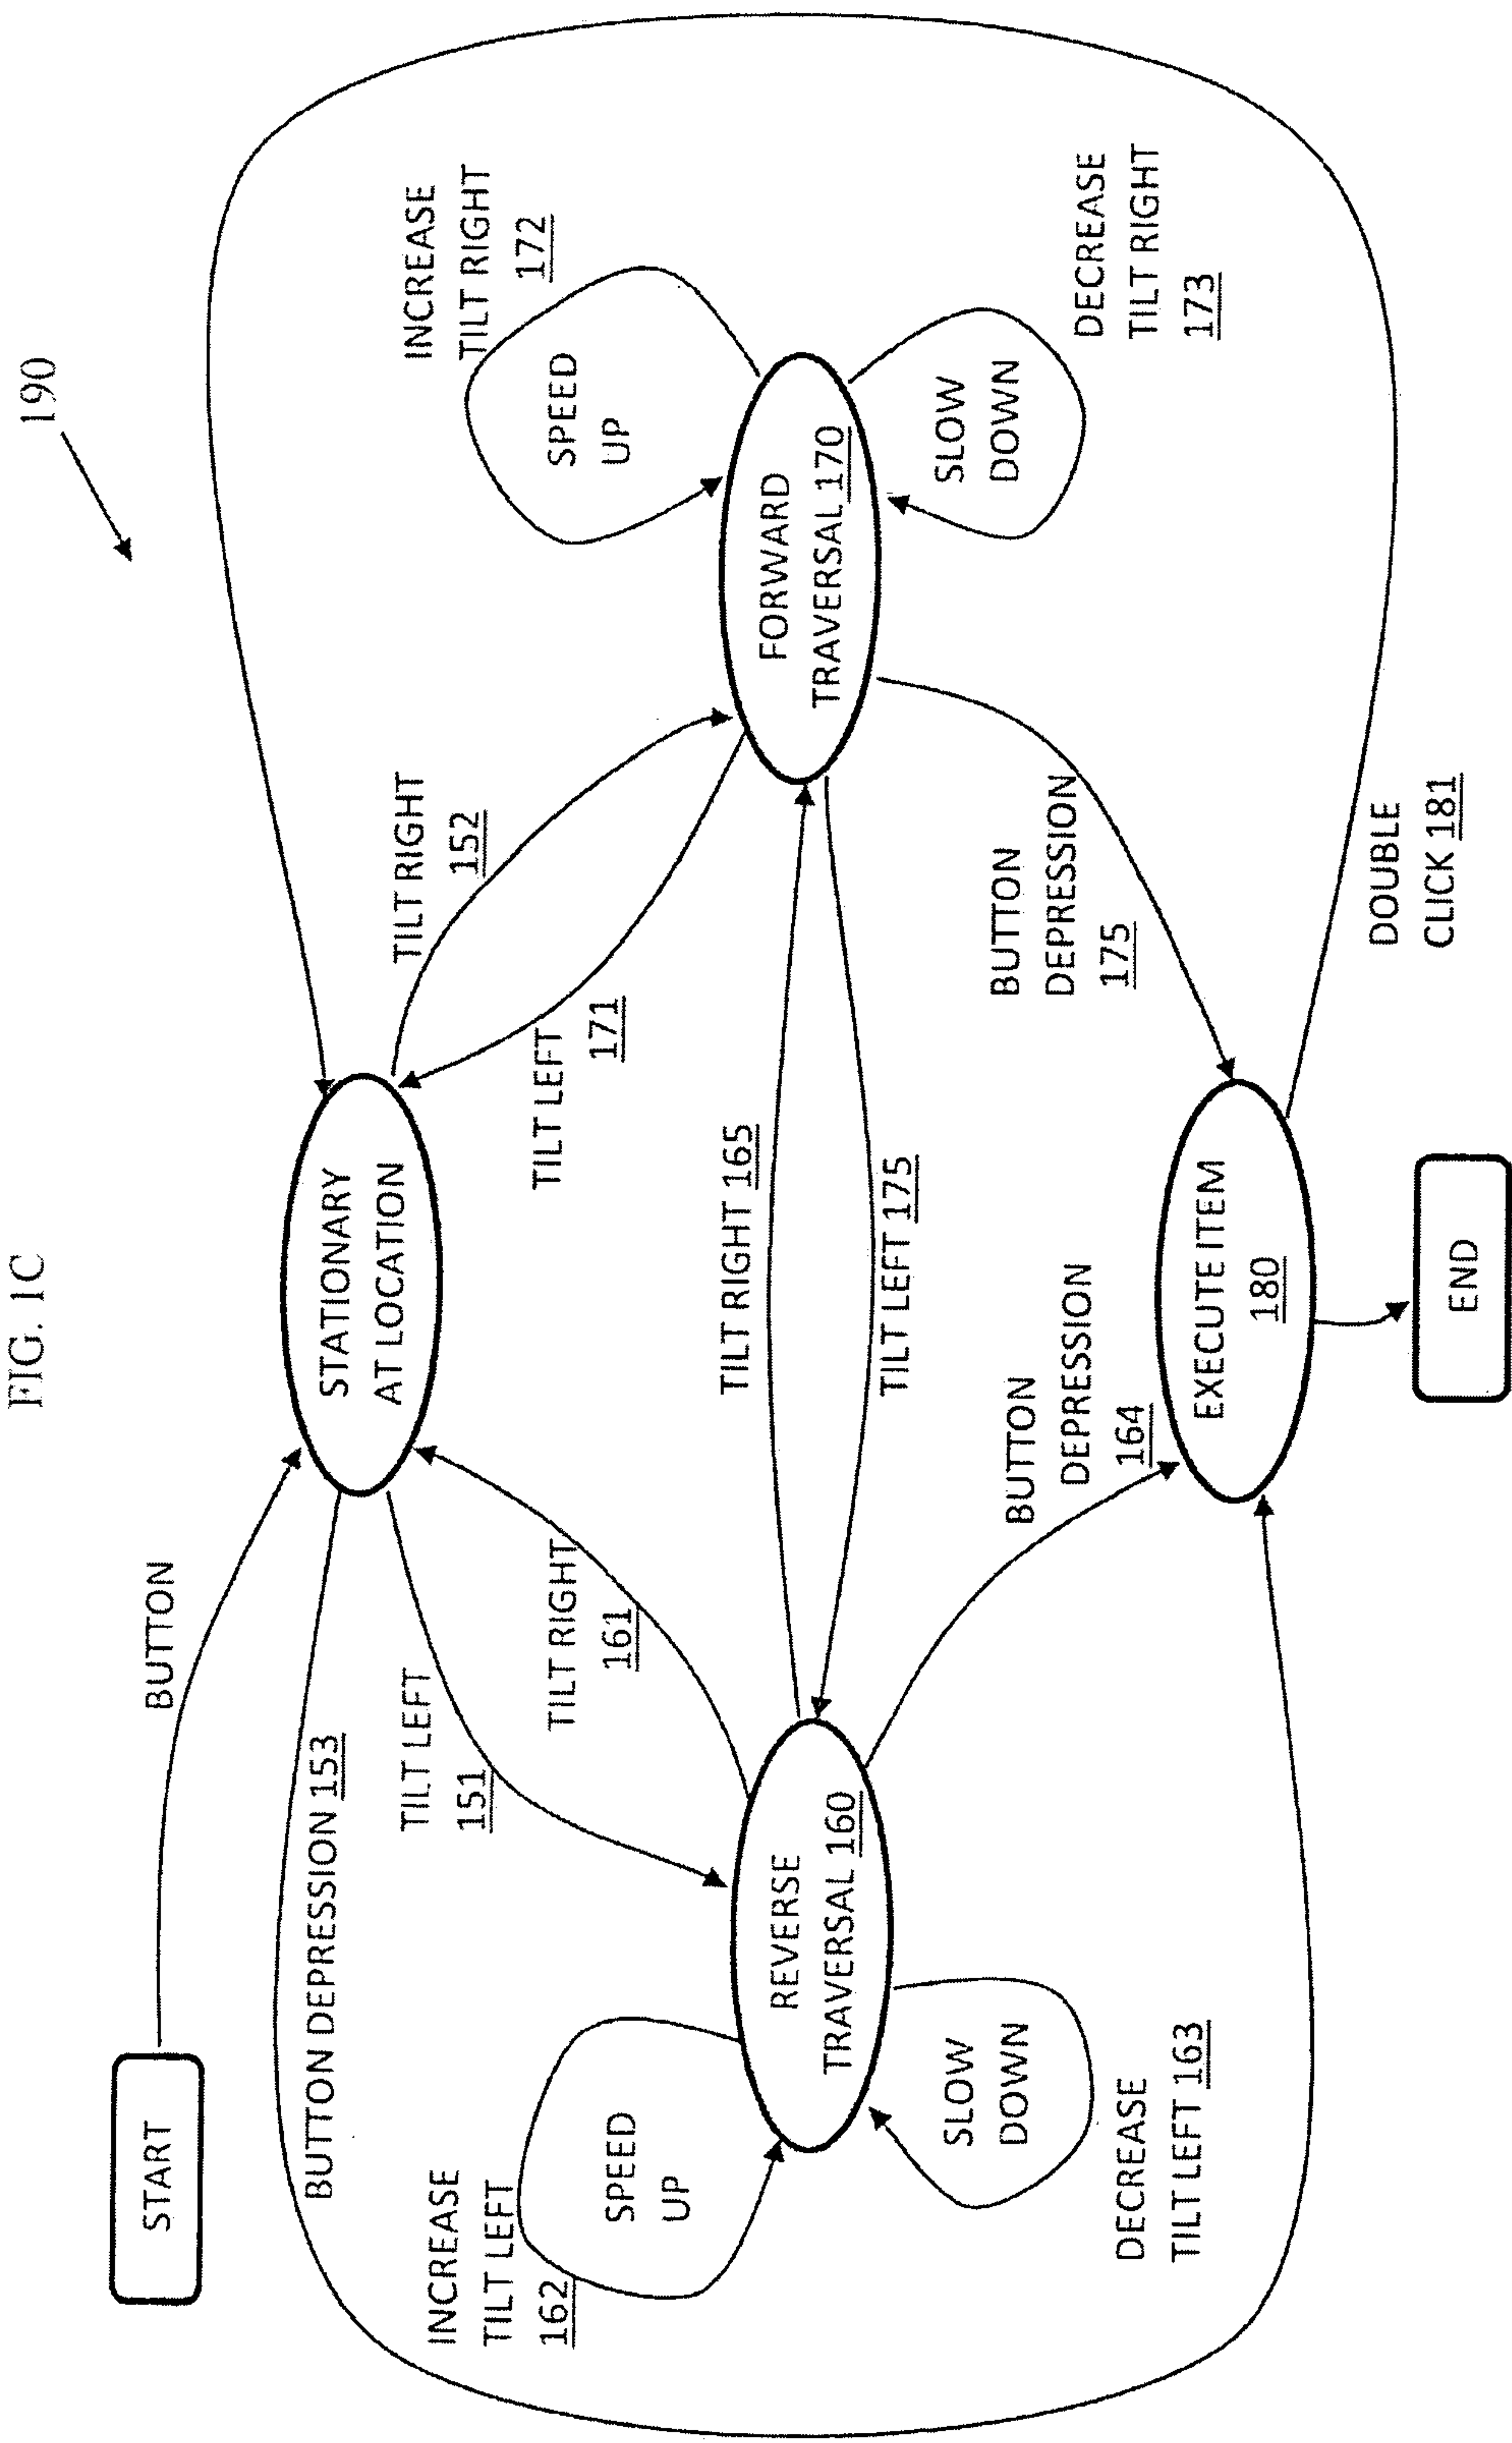 FIG. 1C
190
START
BUTTON
BUTTON DEPRESSION 153
STATIONARY
AT LOCATION
TILT LEFT
151
TILT RIGHT
161
TILT RIGHT
152
TILT LEFT
171
INCREASE
TILT LEFT
162
SPEED
UP
INCREASE
TILT RIGHT
172
SPEED
UP
REVERSE
TRAVERSAL 160
TILT RIGHT 165
TILT LEFT 175
FORWARD
TRAVERSAL 170
SLOW
DOWN
DECREASE
TILT LEFT 163
SLOW
DOWN
DECREASE
TILT RIGHT
173
BUTTON
DEPRESSION
164
BUTTON
DEPRESSION
175
EXECUTE ITEM
180
DOUBLE
CLICK 181
END